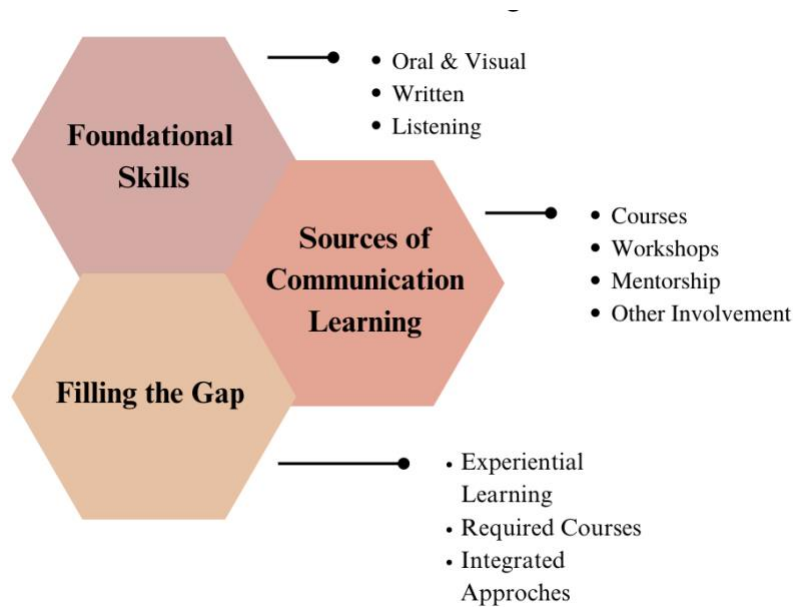 Foundational
Skills
• Oral & Visual
• Written
• Listening
Sources of
Communication
Learning
• Courses
• Workshops
• Mentorship
• Other Involvement
Filling the Gap
• Experiential
Learning
• Required Courses
• Integrated
Approches